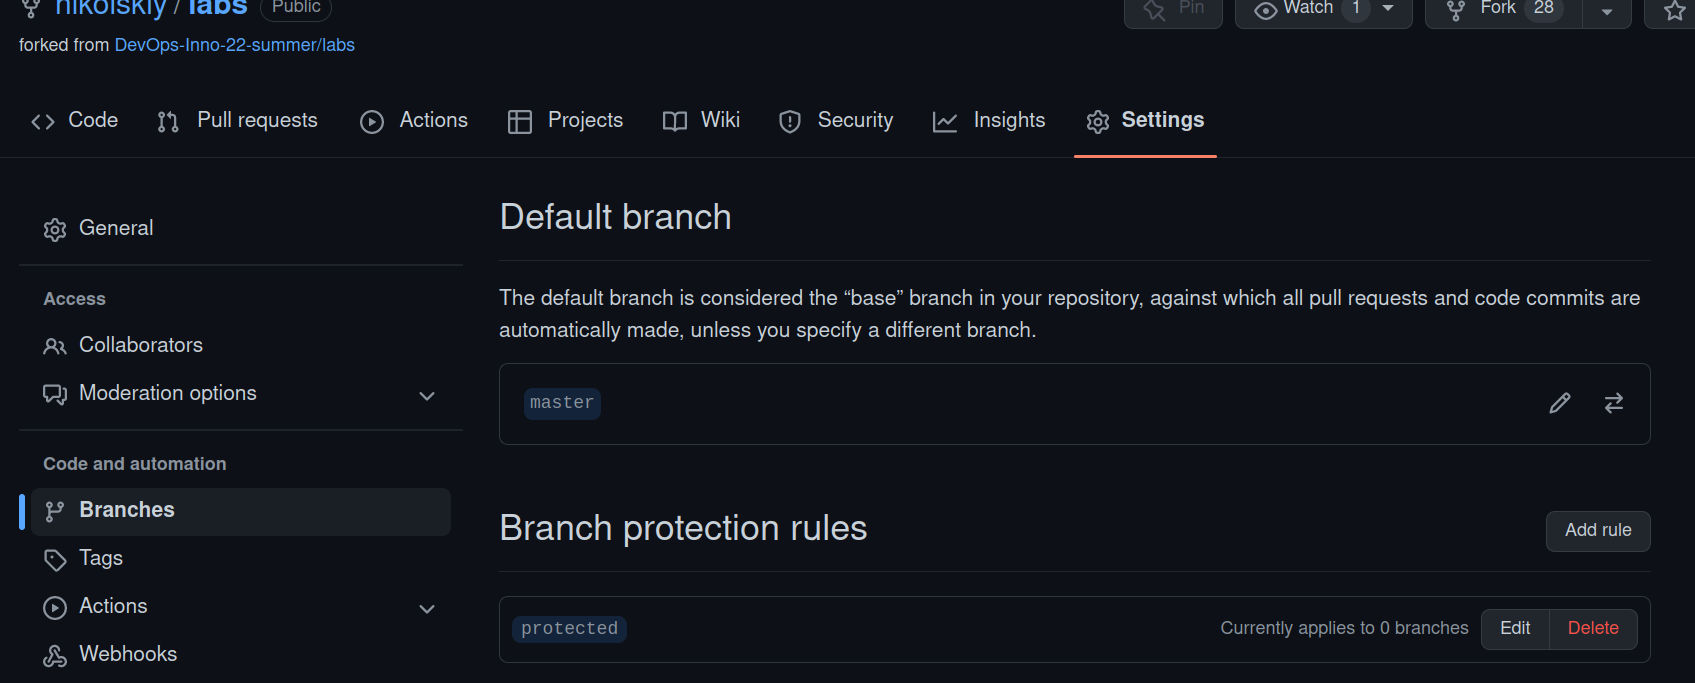 nikolskiy / labs Public Pin Watch 1 Fork 28
forked from DevOps-Inno-22-summer/labs
Code Pull requests Actions Projects Wiki Security Insights Settings
General
Access
Collaborators
Moderation options
Code and automation
Branches
Tags
Actions
Webhooks
Default branch
The default branch is considered the “base” branch in your repository, against which all pull requests and code commits are
automatically made, unless you specify a different branch.
master
Branch protection rules Add rule
protected Currently applies to 0 branches Edit Delete